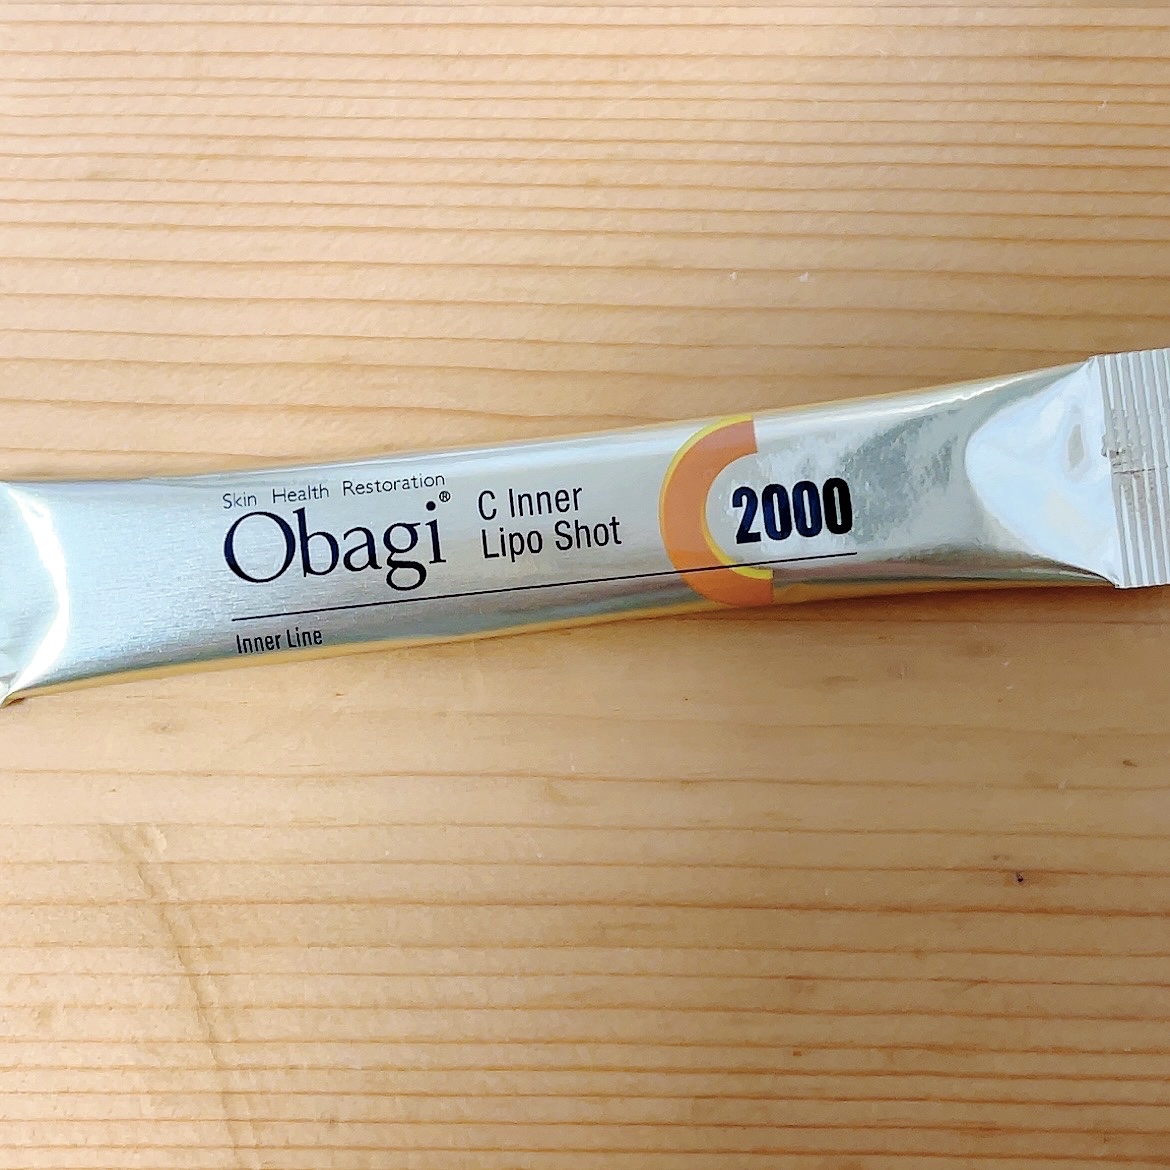 Skin Health Restoration
Obagi®
C Inner
Lipo Shot
C 2000
Inner Line